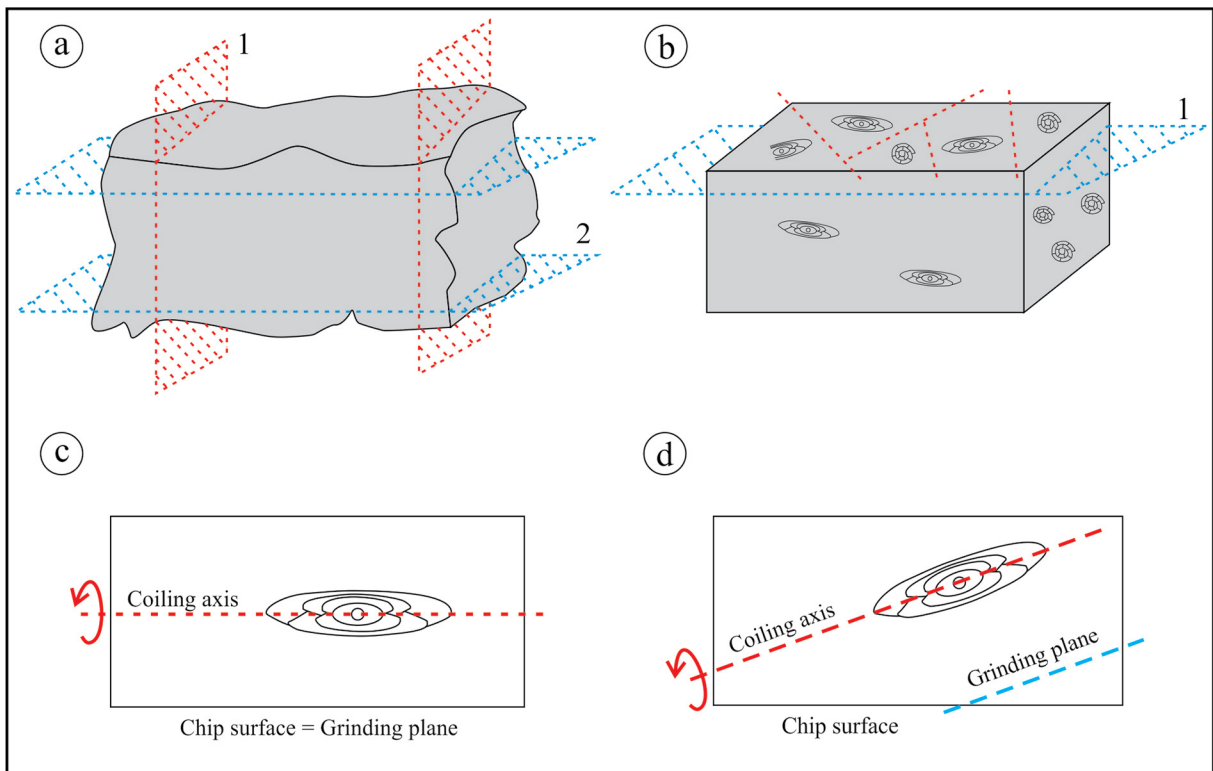 a
1
2
b
1
c
Coiling axis
Chip surface = Grinding plane
d
Coiling axis
Grinding plane
Chip surface